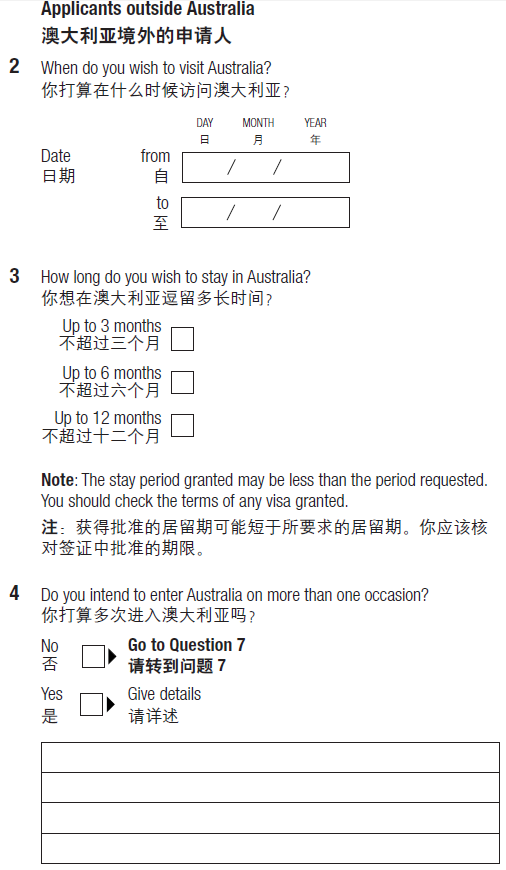 Applicants outside Australia
澳大利亚境外的申请人
2 When do you wish to visit Australia?
你打算在什么时候访问澳大利亚?
DAY MONTH YEAR
日 月 年
Date from / /
日期 自
to / /
至
3 How long do you wish to stay in Australia?
你想在澳大利亚逗留多长时间?
Up to 3 months
不超过三个月
Up to 6 months
不超过六个月
Up to 12 months
不超过十二个月
Note: The stay period granted may be less than the period requested.
You should check the terms of any visa granted.
注：获得批准的居留期可能短于所要求的居留期。你应该核
对签证中批准的期限。
4 Do you intend to enter Australia on more than one occasion?
你打算多次进入澳大利亚吗?
No Go to Question 7
否 请转到问题 7
Yes Give details
是 请详述